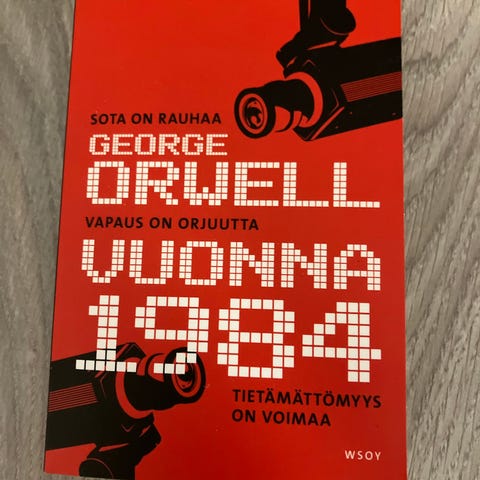 SOTA ON RAUHAA
GEORGE
ORWELL
VAPAUS ON ORJUUTTA
VUONNA
1984
TIETÄMÄTTÖMYYS
ON VOIMAA
WSOY